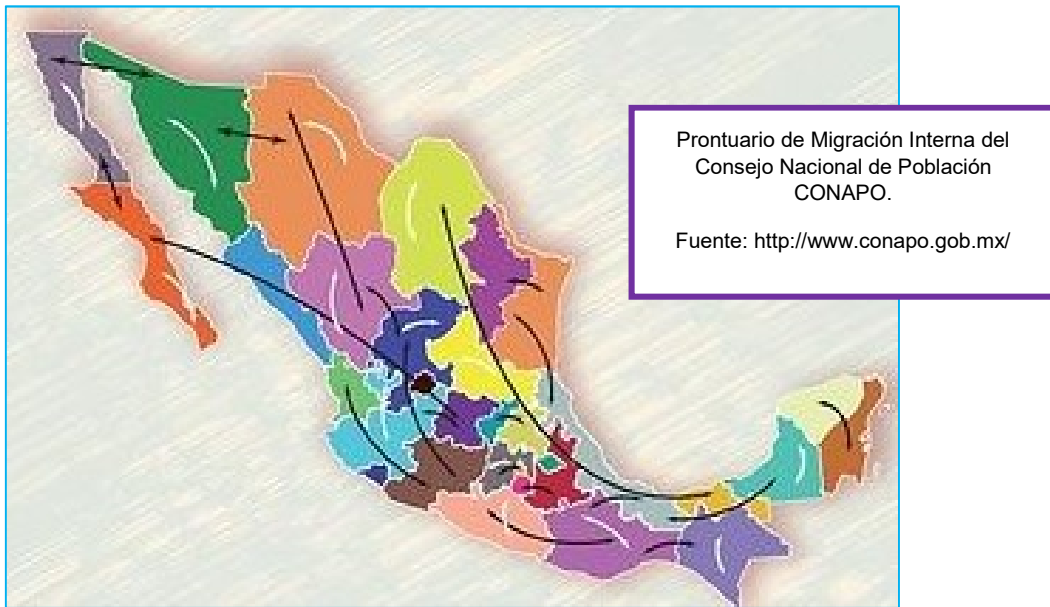 Prontuario de Migración Interna del
Consejo Nacional de Población
CONAPO.
Fuente: http://www.conapo.gob.mx/